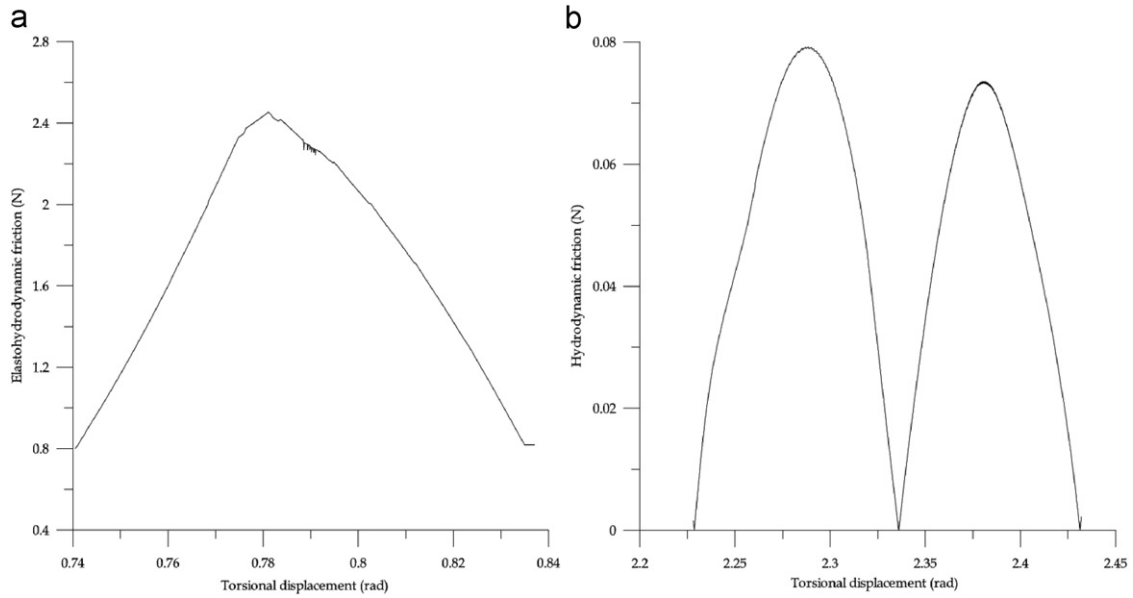 a
2.8
2.4
2
1.6
1.2
0.8
0.4
Elastohydrodynamic friction (N)
0.74 0.76 0.78 0.8 0.82 0.84
Torsional displacement (rad)
b
0.08
0.06
0.04
0.02
0
Hydrodynamic friction (N)
2.2 2.25 2.3 2.35 2.4 2.45
Torsional displacement (rad)